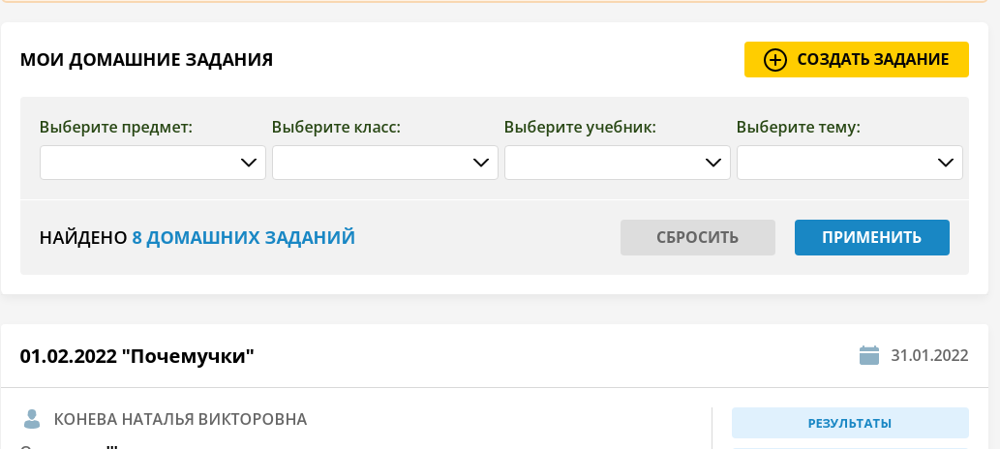 МОИ ДОМАШНИЕ ЗАДАНИЯ
СОЗДАТЬ ЗАДАНИЕ
Выберите предмет: Выберите класс: Выберите учебник: Выберите тему:
НАЙДЕНО 8 ДОМАШНИХ ЗАДАНИЙ
СБРОСИТЬ
ПРИМЕНИТЬ
01.02.2022 "Почемучки"
31.01.2022
КОНЕВА НАТАЛЬЯ ВИКТОРОВНА
РЕЗУЛЬТАТЫ